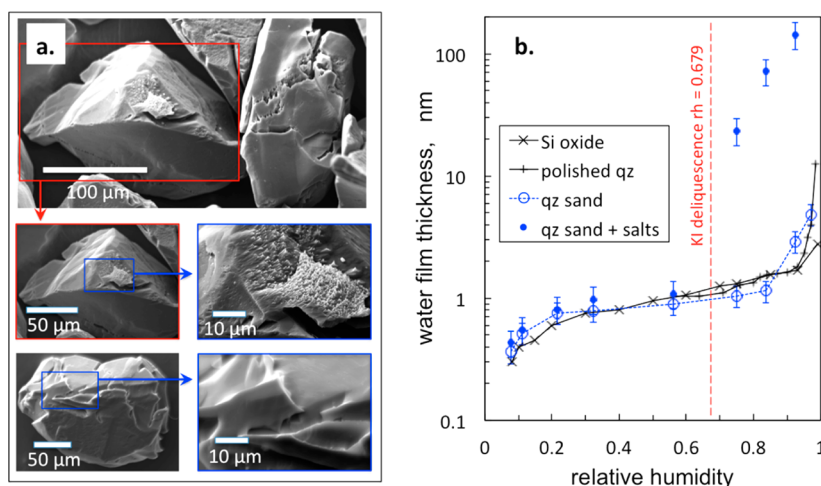 a.
100 µm
50 µm
10 µm
50 µm
10 µm
b.
100
10
1
0.1
water film thickness, nm
KI deliquescence rh = 0.679
Si oxide
polished qz
qz sand
qz sand + salts
0 0.2 0.4 0.6 0.8 1
relative humidity